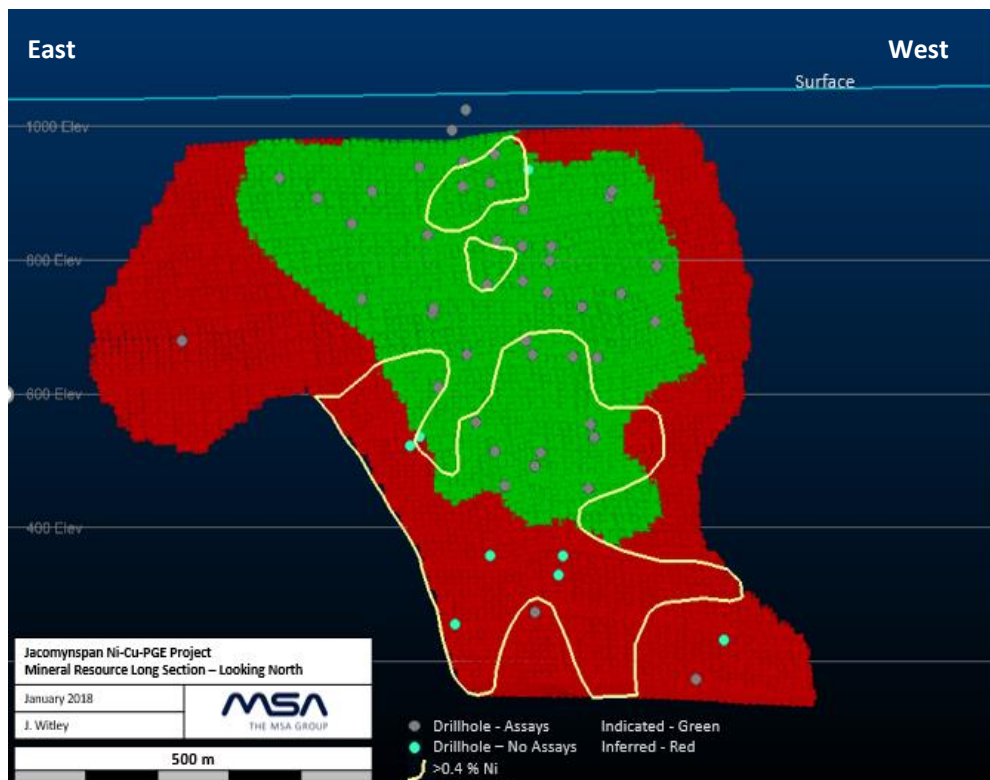 East
West
Surface
1000 Elev
800 Elev
600 Elev
400 Elev
Jacomynspan Ni-Cu-PGE Project
Mineral Resource Long Section – Looking North
January 2018
J. Witley
MSA
THE MSA GROUP
500 m
Drillhole - Assays Indicated - Green
Drillhole – No Assays Inferred - Red
>0.4 % Ni